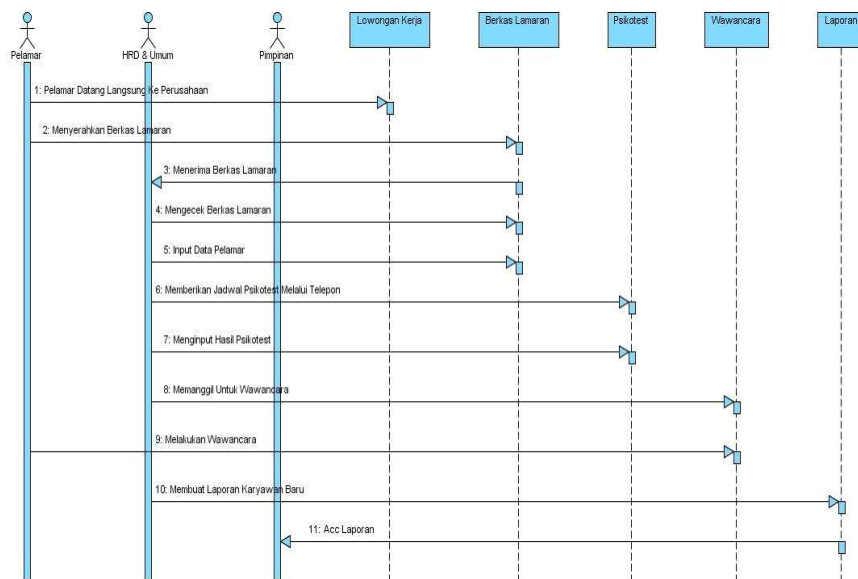 Pelamar
HRD & Umum
Pimpinan
Lowongan Kerja
Berkas Lamaran
Psikotest
Wawancara
Laporan
1: Pelamar Datang Langsung Ke Perusahaan
2: Menyerahkan Berkas Lamaran
3: Menerima Berkas Lamaran
4: Mengecek Berkas Lamaran
5: Input Data Pelamar
6: Memberikan Jadwal Psikotest Melalui Telepon
7: Menginput Hasil Psikotest
8: Memanggil Untuk Wawancara
9: Melakukan Wawancara
10: Membuat Laporan Karyawan Baru
11: Acc Laporan